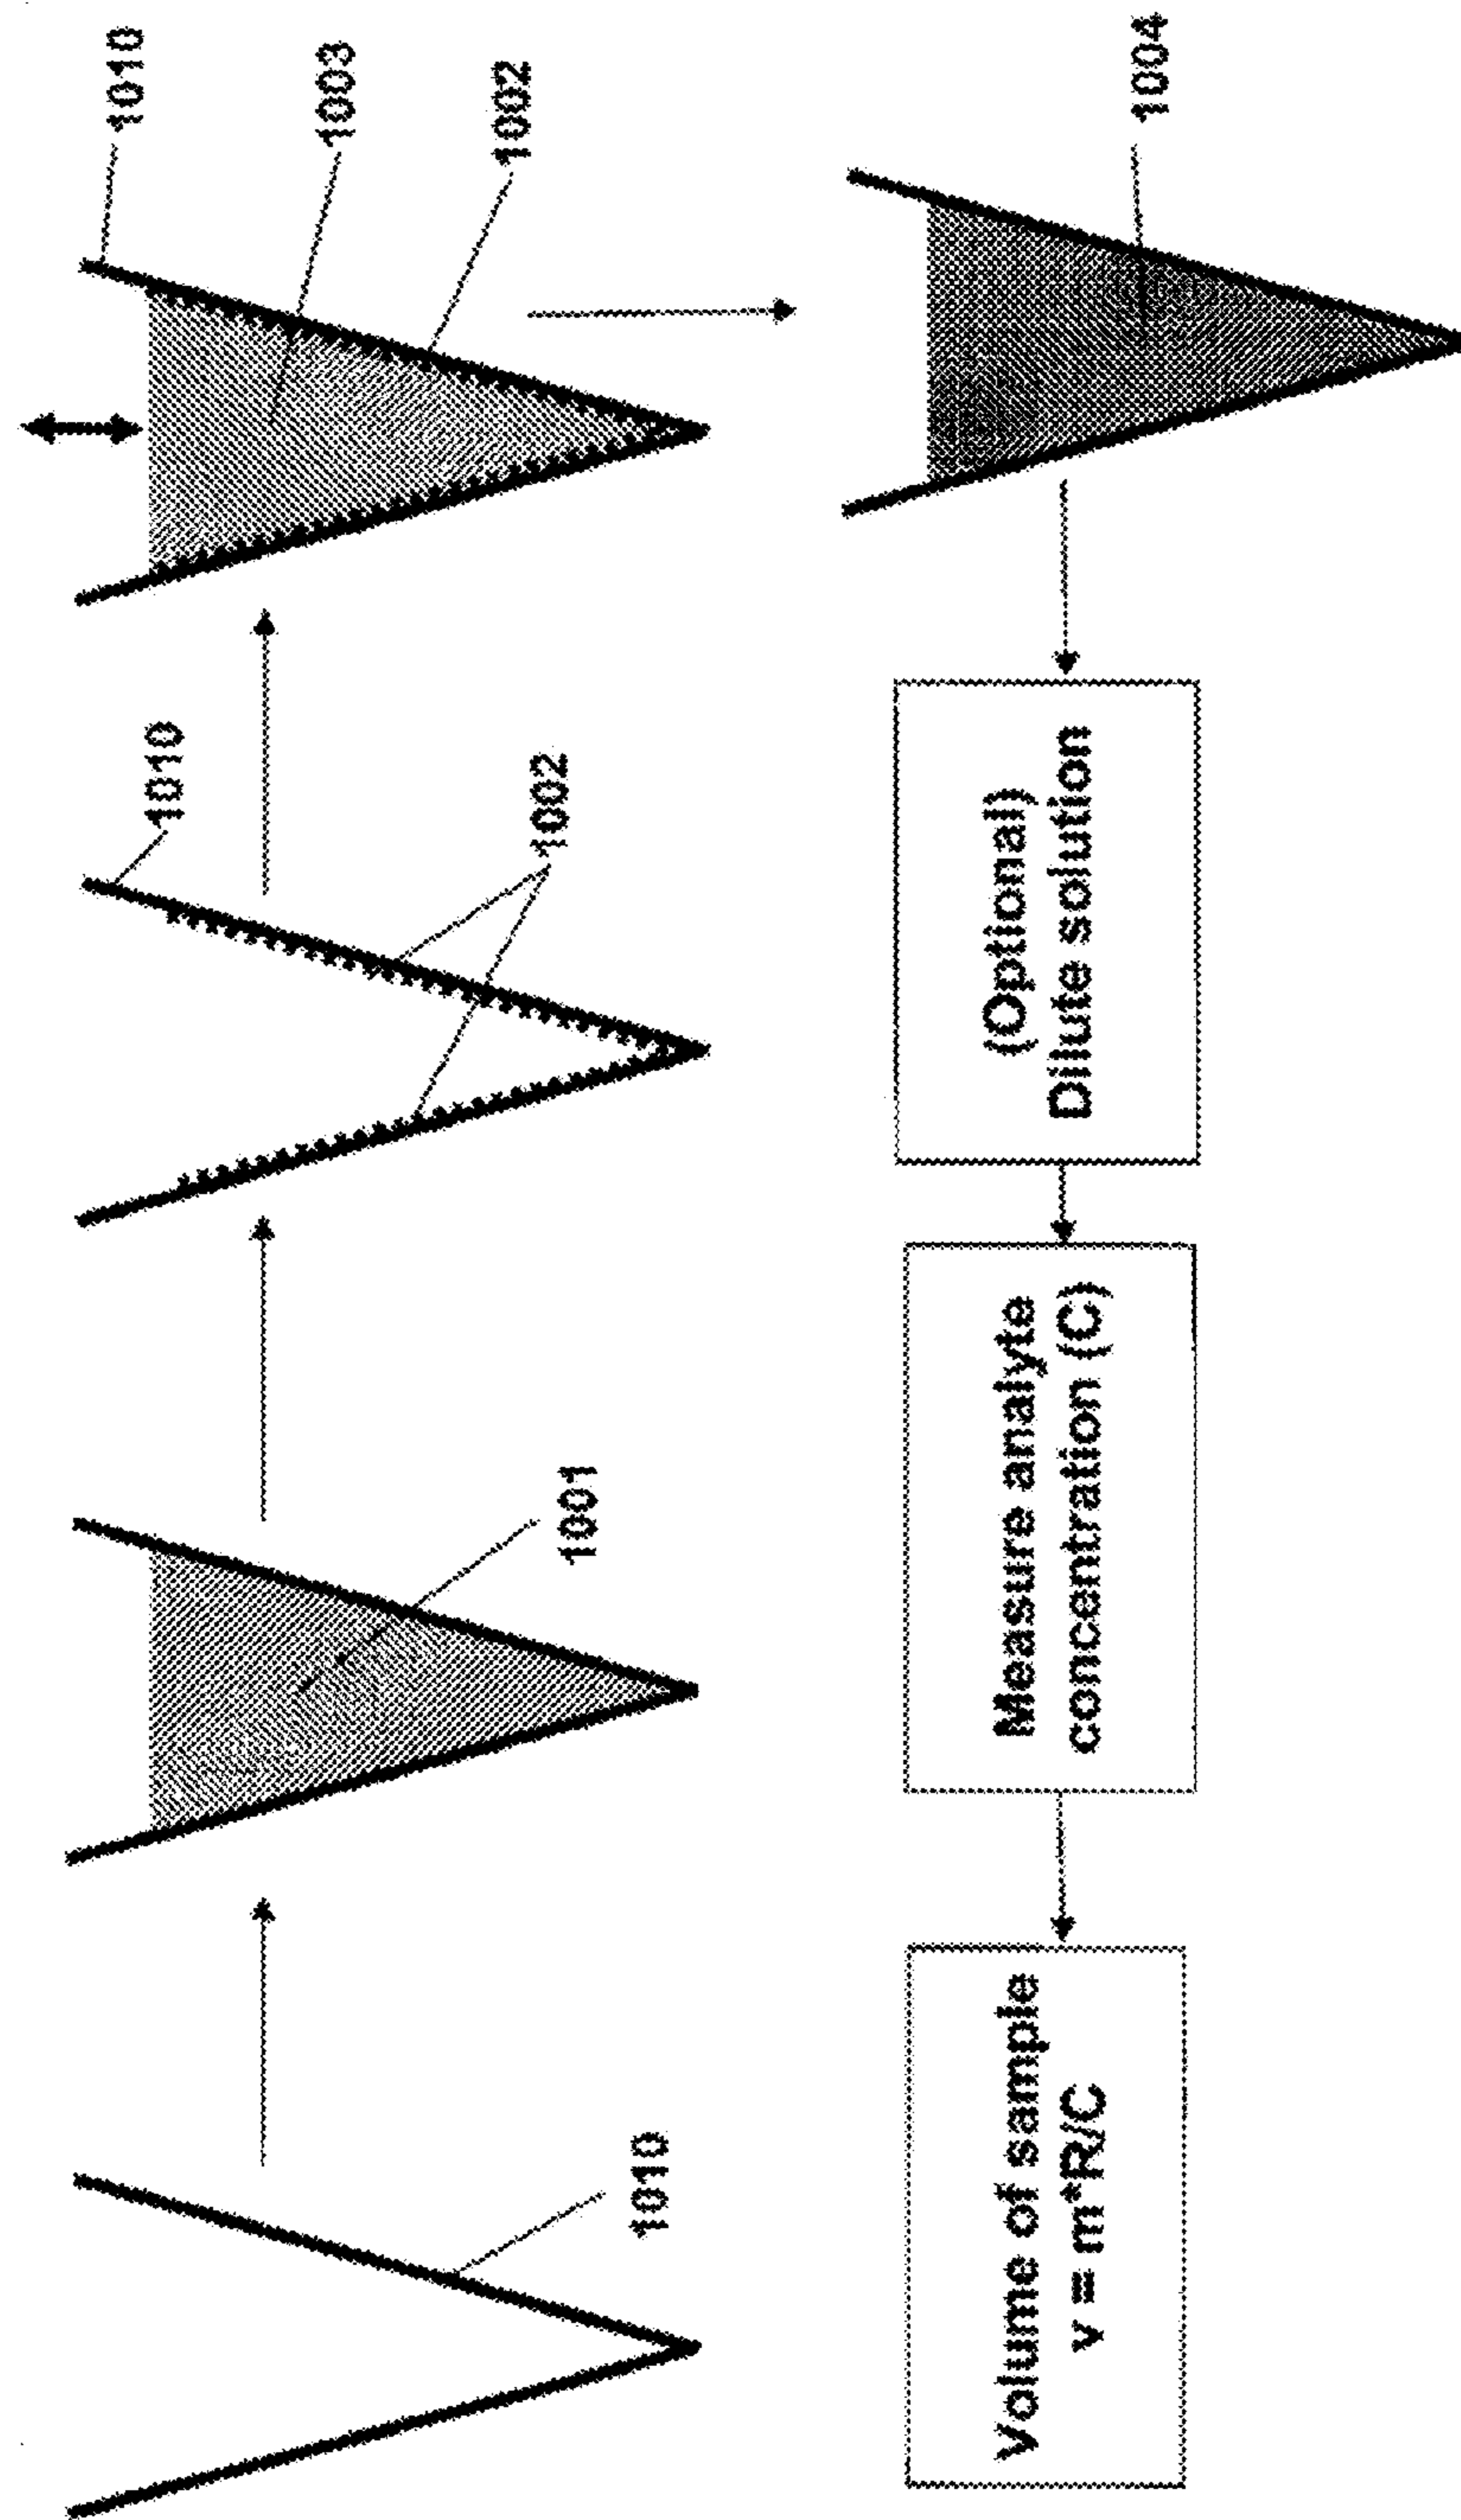 1010
1001
1010
1002
1010
1003
1002
1004
(Optional)
Dilute solution
Measure analyte
concentration (C)
Volume of sample
v = m*R/C